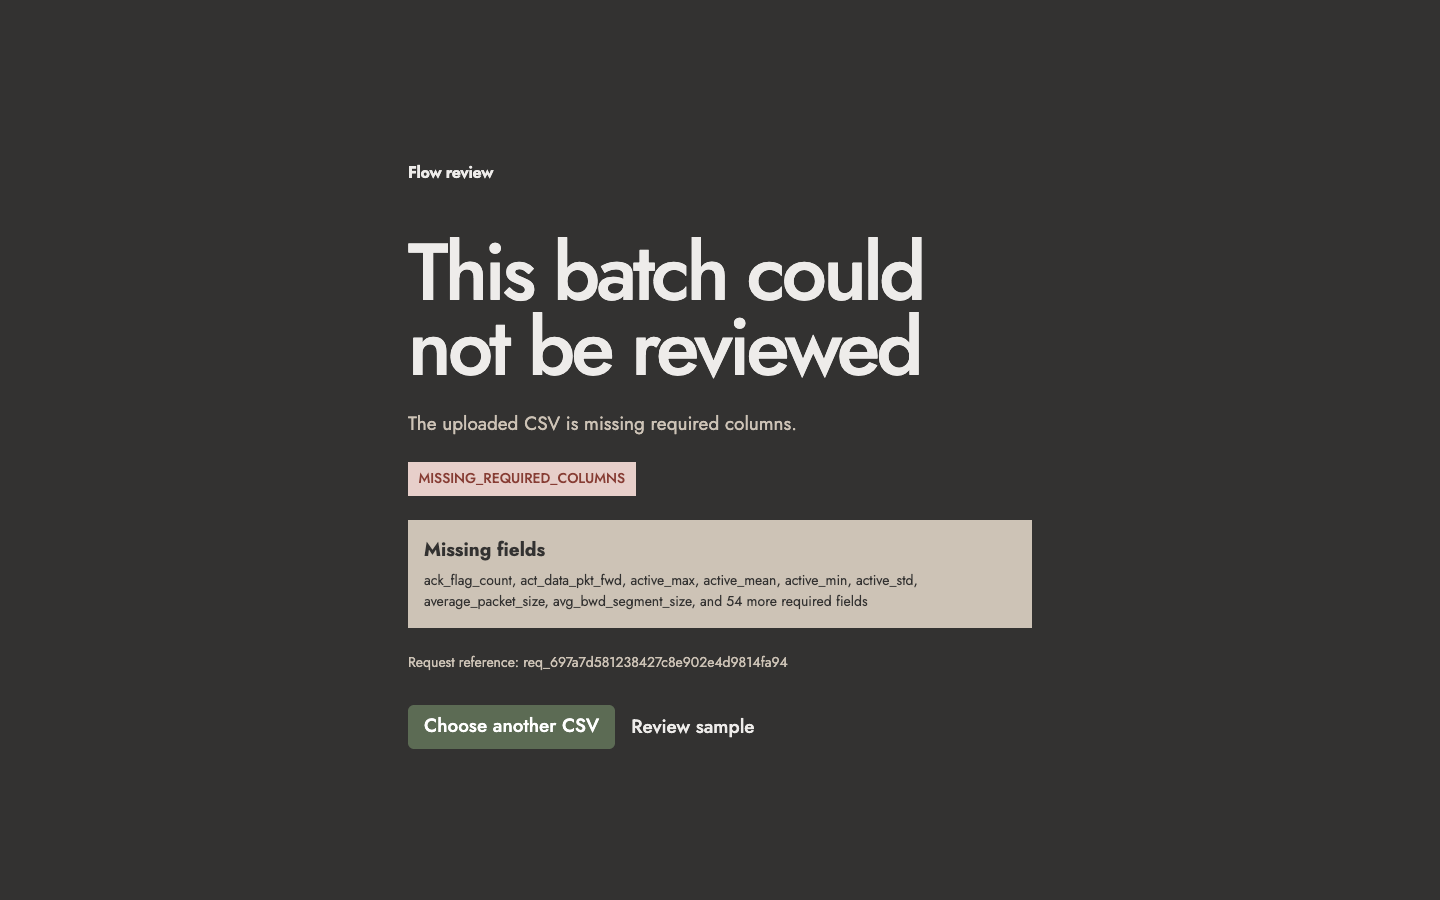 Flow review
This batch could
not be reviewed
The uploaded CSV is missing required columns.
MISSING_REQUIRED_COLUMNS
Missing fields
ack_flag_count, act_data_pkt_fwd, active_max, active_mean, active_min, active_std,
average_packet_size, avg_bwd_segment_size, and 54 more required fields
Request reference: req_697a7d581238427c8e902e4d9814fa94
Choose another CSV
Review sample